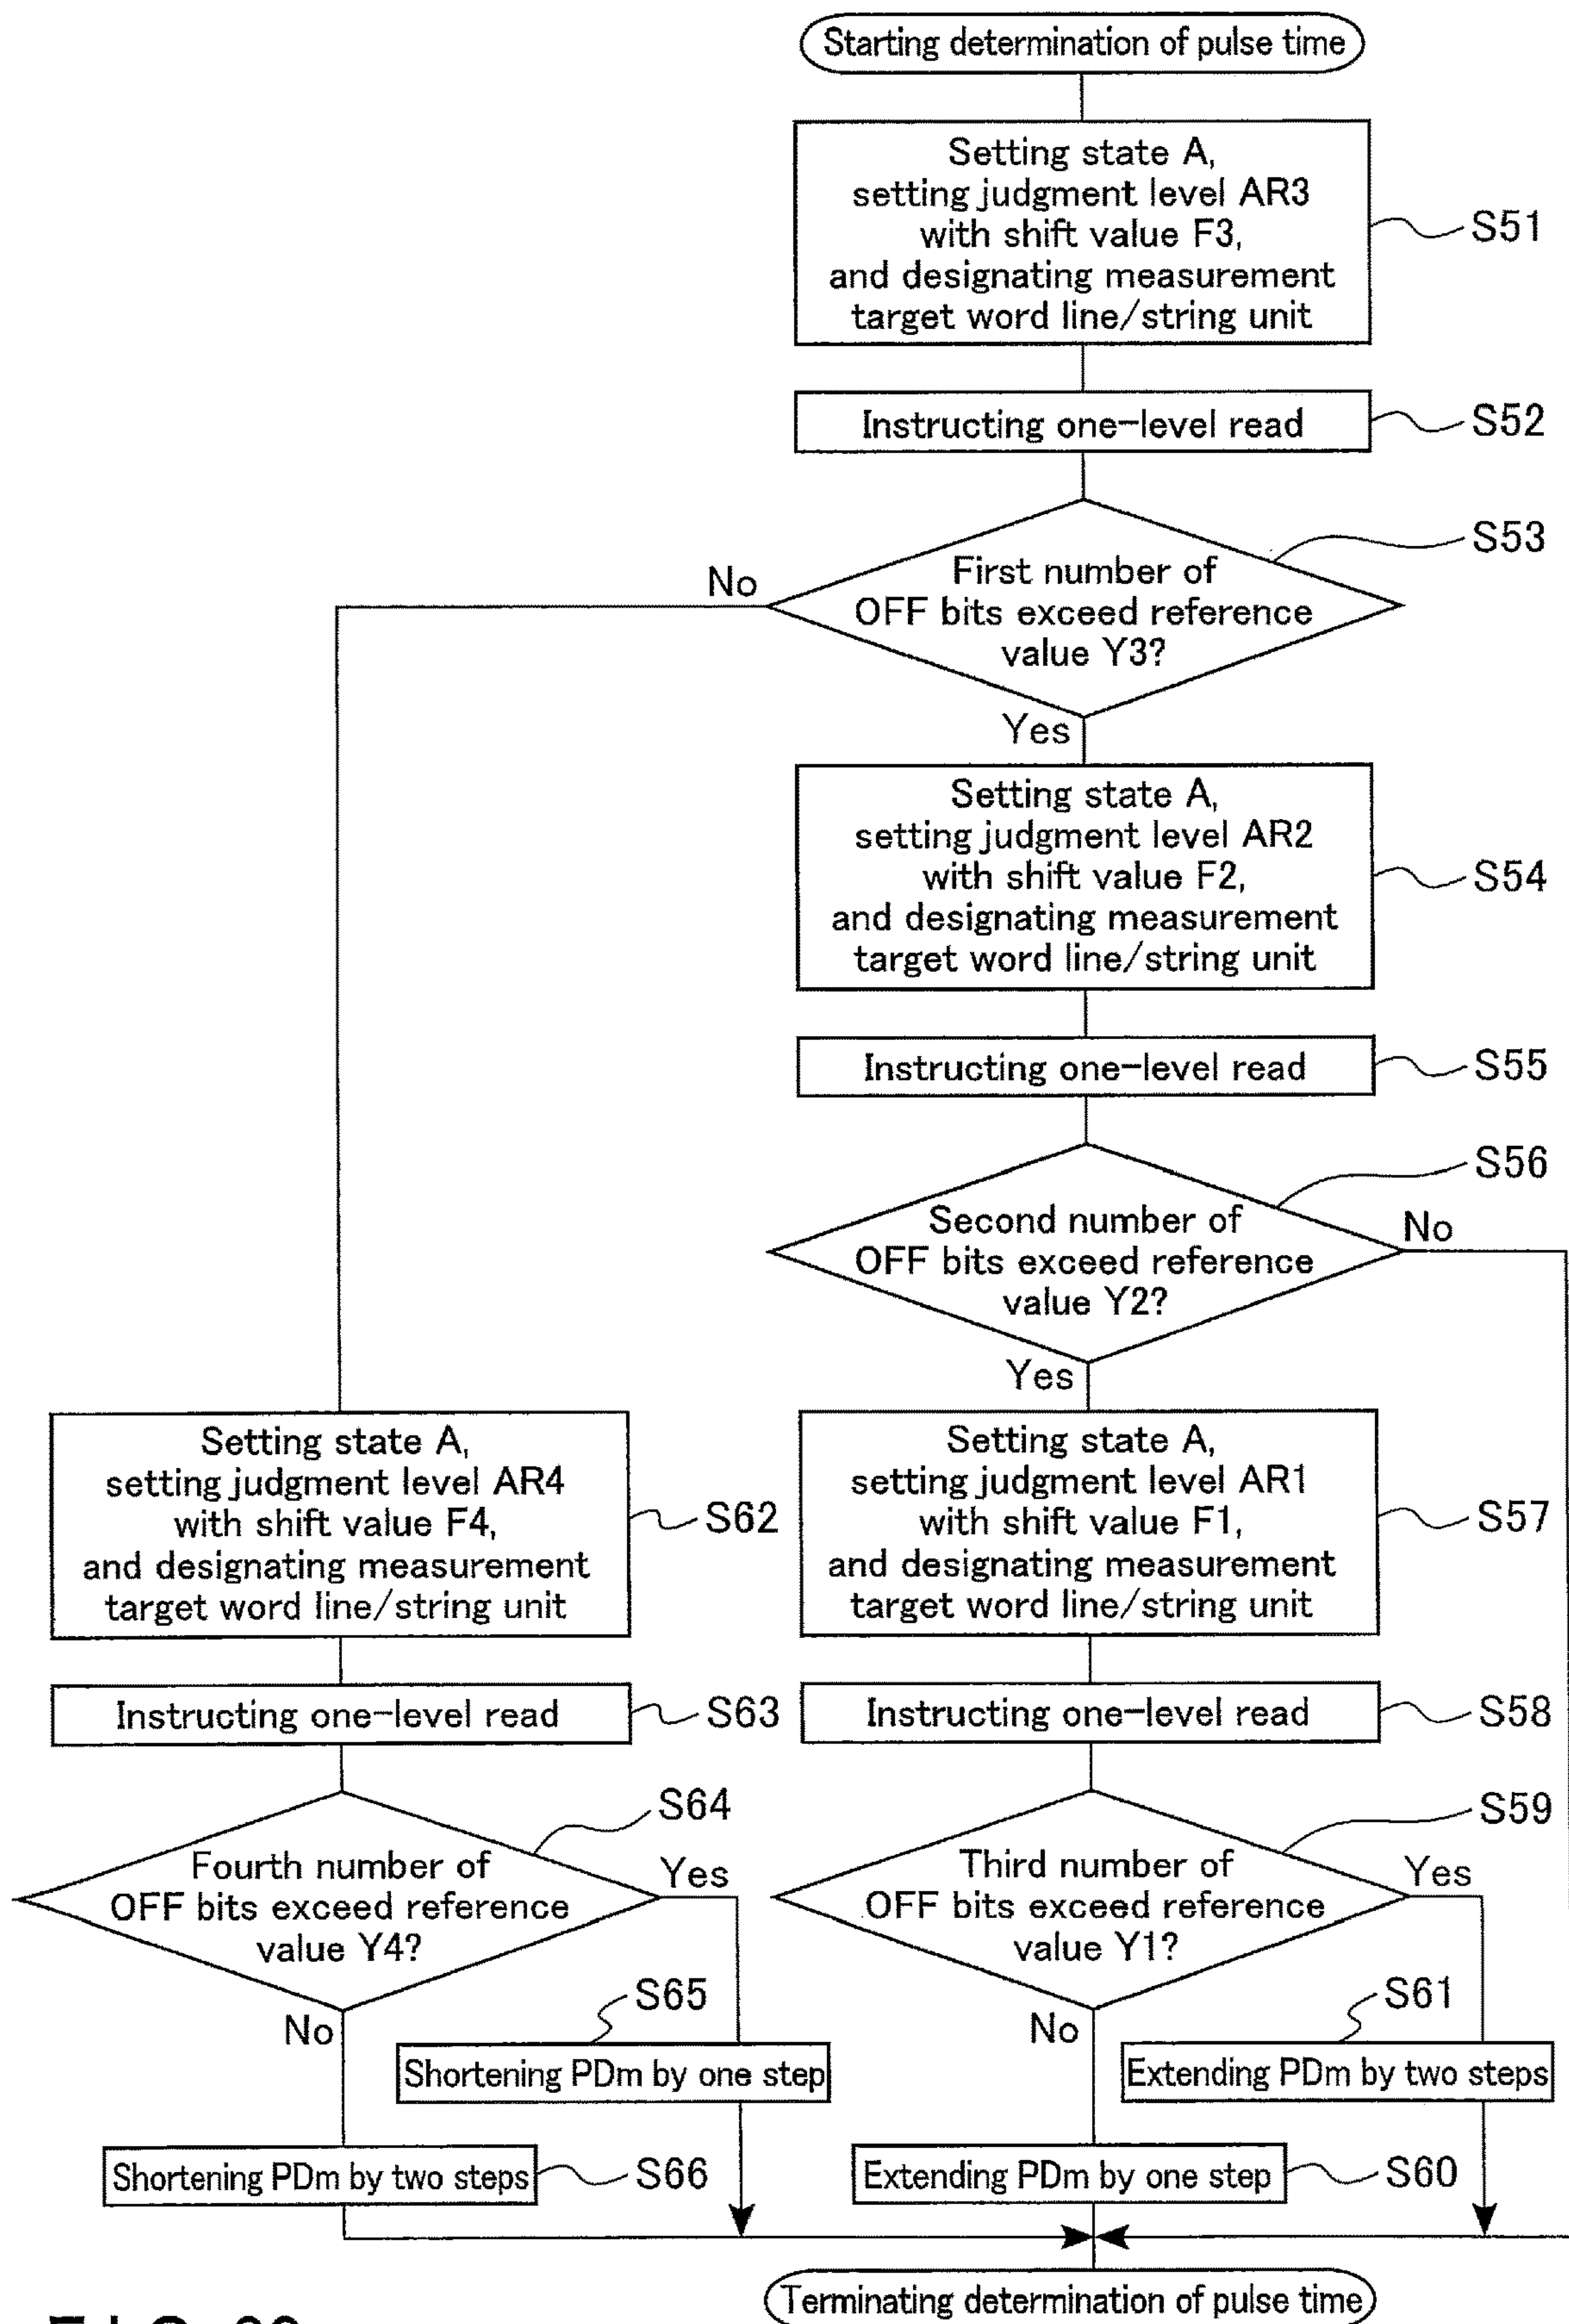 Starting determination of pulse time
Setting state A,
setting judgment level AR3
with shift value F3,
and designating measurement
target word line/string unit
S51
Instructing one-level read
S52
First number of
OFF bits exceed reference
value Y3?
S53
No
Yes
Setting state A,
setting judgment level AR2
with shift value F2,
and designating measurement
target word line/string unit
S54
Instructing one-level read
S55
Second number of
OFF bits exceed reference
value Y2?
S56
No
Yes
Setting state A,
setting judgment level AR4
with shift value F4,
and designating measurement
target word line/string unit
S62
Setting state A,
setting judgment level AR1
with shift value F1,
and designating measurement
target word line/string unit
S57
Instructing one-level read
S63
Instructing one-level read
S58
Fourth number of
OFF bits exceed reference
value Y4?
S64
Yes
No
Third number of
OFF bits exceed reference
value Y1?
S59
Yes
No
S65
Shortening PDm by one step
S61
Extending PDm by two steps
Shortening PDm by two steps
S66
Extending PDm by one step
S60
Terminating determination of pulse time